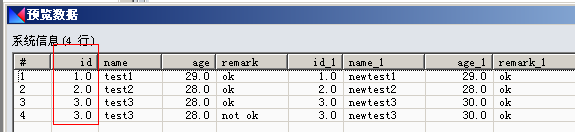 预览数据
系统信息(4 行)
# id name age remark id_1 name_1 age_1 remark_1
1 1.0 test1 29.0 ok 1.0 newtest1 29.0 ok
2 2.0 test2 28.0 ok 2.0 newtest2 28.0 ok
3 3.0 test3 28.0 ok 3.0 newtest3 30.0 ok
4 3.0 test3 28.0 not ok 3.0 newtest3 30.0 ok